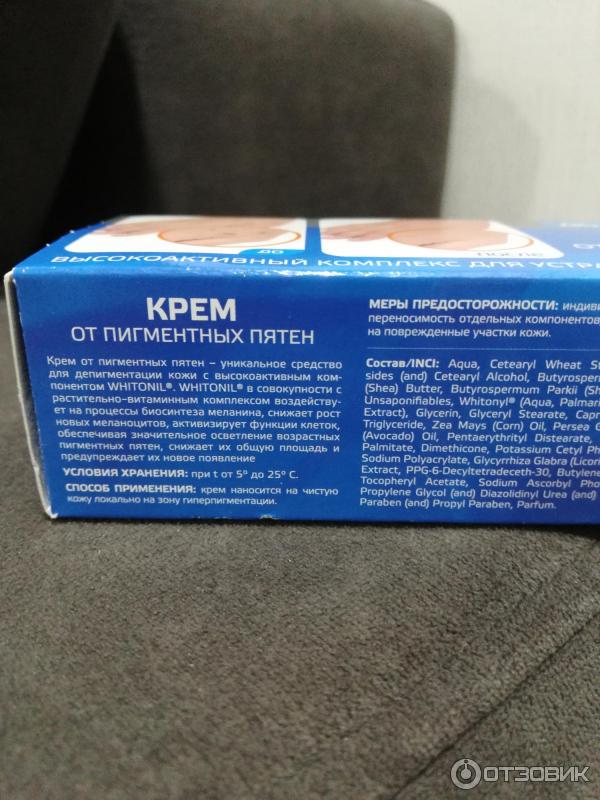 до
после
ВЫСОКОАКТИВНЫЙ КОМПЛЕКС ДЛЯ УСТР
КРЕМ
ОТ ПИГМЕНТНЫХ ПЯТЕН
Крем от пигментных пятен – уникальное средство
для депигментации кожи с высокоактивным ком-
понентом WHITONIL®. WHITONIL® в совокупности с
растительно-витаминным комплексом воздейству-
ет на процессы биосинтеза меланина, снижает рост
новых меланоцитов, активизирует функции клеток,
обеспечивая значительное осветление возрастных
пигментных пятен, снижает их общую площадь и
предупреждает их новое появление
УСЛОВИЯ ХРАНЕНИЯ: при t от 5° до 25° С.
СПОСОБ ПРИМЕНЕНИЯ: крем наносится на чистую
кожу локально на зону гиперпигментации.
МЕРЫ ПРЕДОСТОРОЖНОСТИ: индиви
переносимость отдельных компонентов
на поврежденные участки кожи.
Состав/INCI: Aqua, Cetearyl Wheat St
sides (and) Cetearyl Alcohol, Butyrosperm
(Shea) Butter, Butyrospermum Parkii (Sh
Unsaponifiables, Whitonyl® (Aqua, Palmar
Extract), Glycerin, Glyceryl Stearate, Capr
Triglyceride, Zea Mays (Corn) Oil, Persea G
(Avocado) Oil, Pentaerythrityl Distearate,
Palmitate, Dimethicone, Potassium Cetyl Ph
Sodium Polyacrylate, Glycyrrhiza Glabra (Licori
Extract, PPG-6-Decyltetradeceth-30, Butylene
Tocopheryl Acetate, Sodium Ascorbyl Pho
Propylene Glycol (and) Diazolidinyl Urea (and)
Paraben (and) Propyl Paraben, Parfum.
ОТЗОВИК